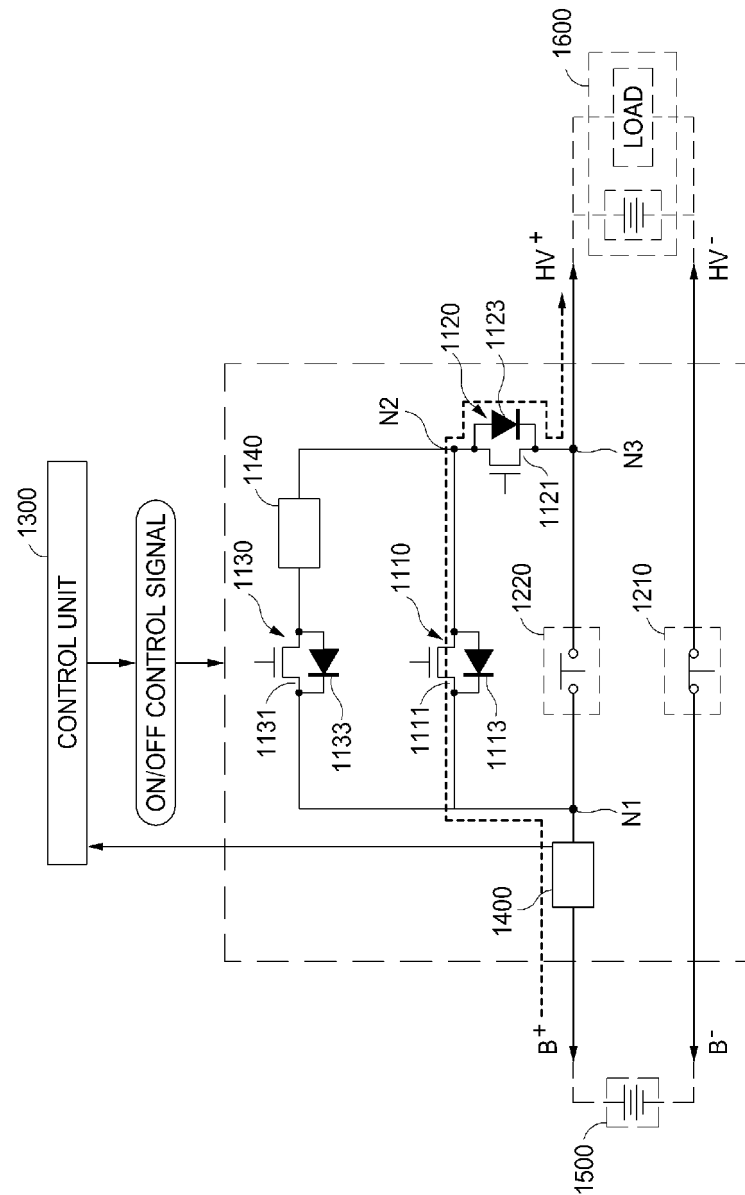 1300
CONTROL UNIT
ON/OFF CONTROL SIGNAL
1140
1130
1131
1133
N2
1120
1123
1110
1111
1113
1121
1600
LOAD
HV+
HV-
1220
1210
N3
N1
1400
B+
B-
1500